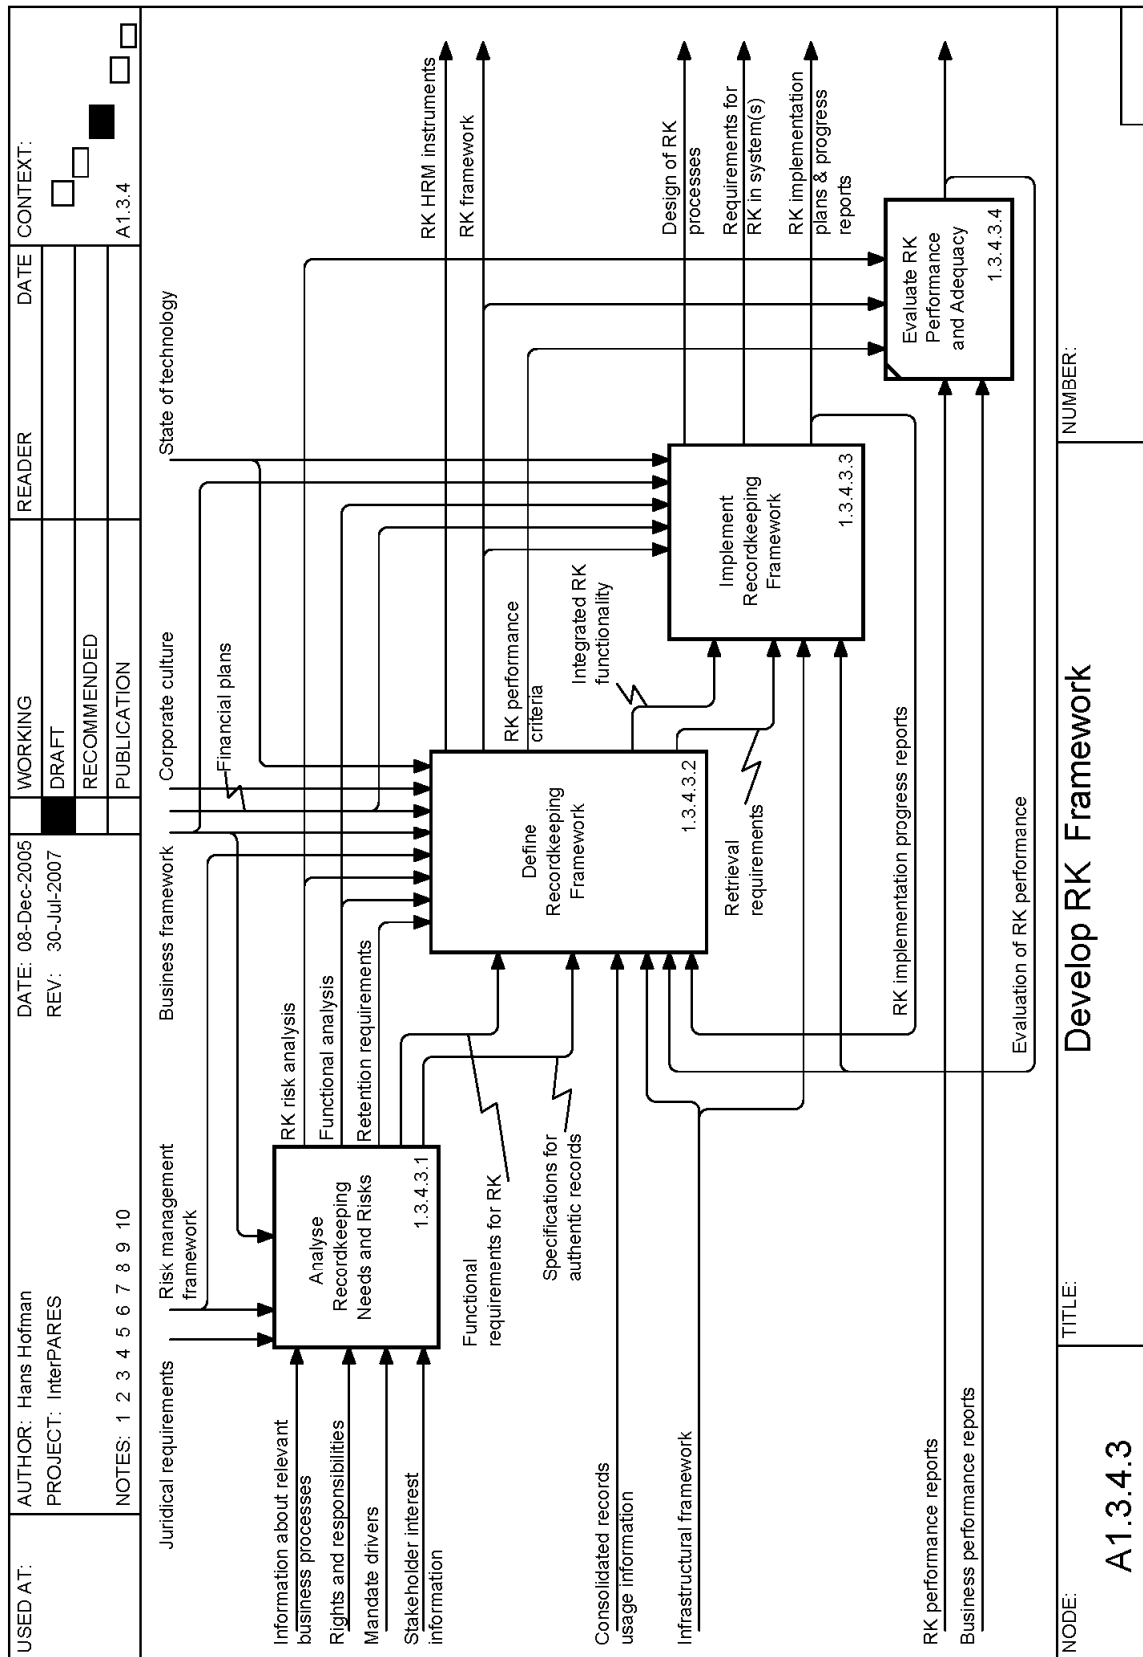 USED AT:
AUTHOR: Hans Hofman
PROJECT: InterPARES
NOTES: 1 2 3 4 5 6 7 8 9 10
DATE: 08-Dec-2005
REV: 30-Jul-2007
WORKING
DRAFT
RECOMMENDED
PUBLICATION
READER
DATE
CONTEXT:
A1.3.4
Juridical requirements
Risk management
framework
Business framework
Corporate culture
Financial plans
State of technology
Information about relevant
business processes
Rights and responsibilities
Mandate drivers
Stakeholder interest
information
Analyse
Recordkeeping
Needs and Risks
1.3.4.3.1
RK risk analysis
Functional analysis
Retention requirements
Functional
requirements for RK
Specifications for
authentic records
Consolidated records
usage information
Infrastructural framework
Define
Recordkeeping
Framework
1.3.4.3.2
RK HRM instruments
RK framework
RK performance
criteria
Integrated RK
functionality
Retrieval
requirements
Implement
Recordkeeping
Framework
1.3.4.3.3
Design of RK
processes
Requirements for
RK in system(s)
RK implementation
plans & progress
reports
RK implementation progress reports
Evaluate RK
Performance
and Adequacy
1.3.4.3.4
RK performance reports
Business performance reports
Evaluation of RK performance
NODE:
A1.3.4.3
TITLE:
Develop RK Framework
NUMBER: